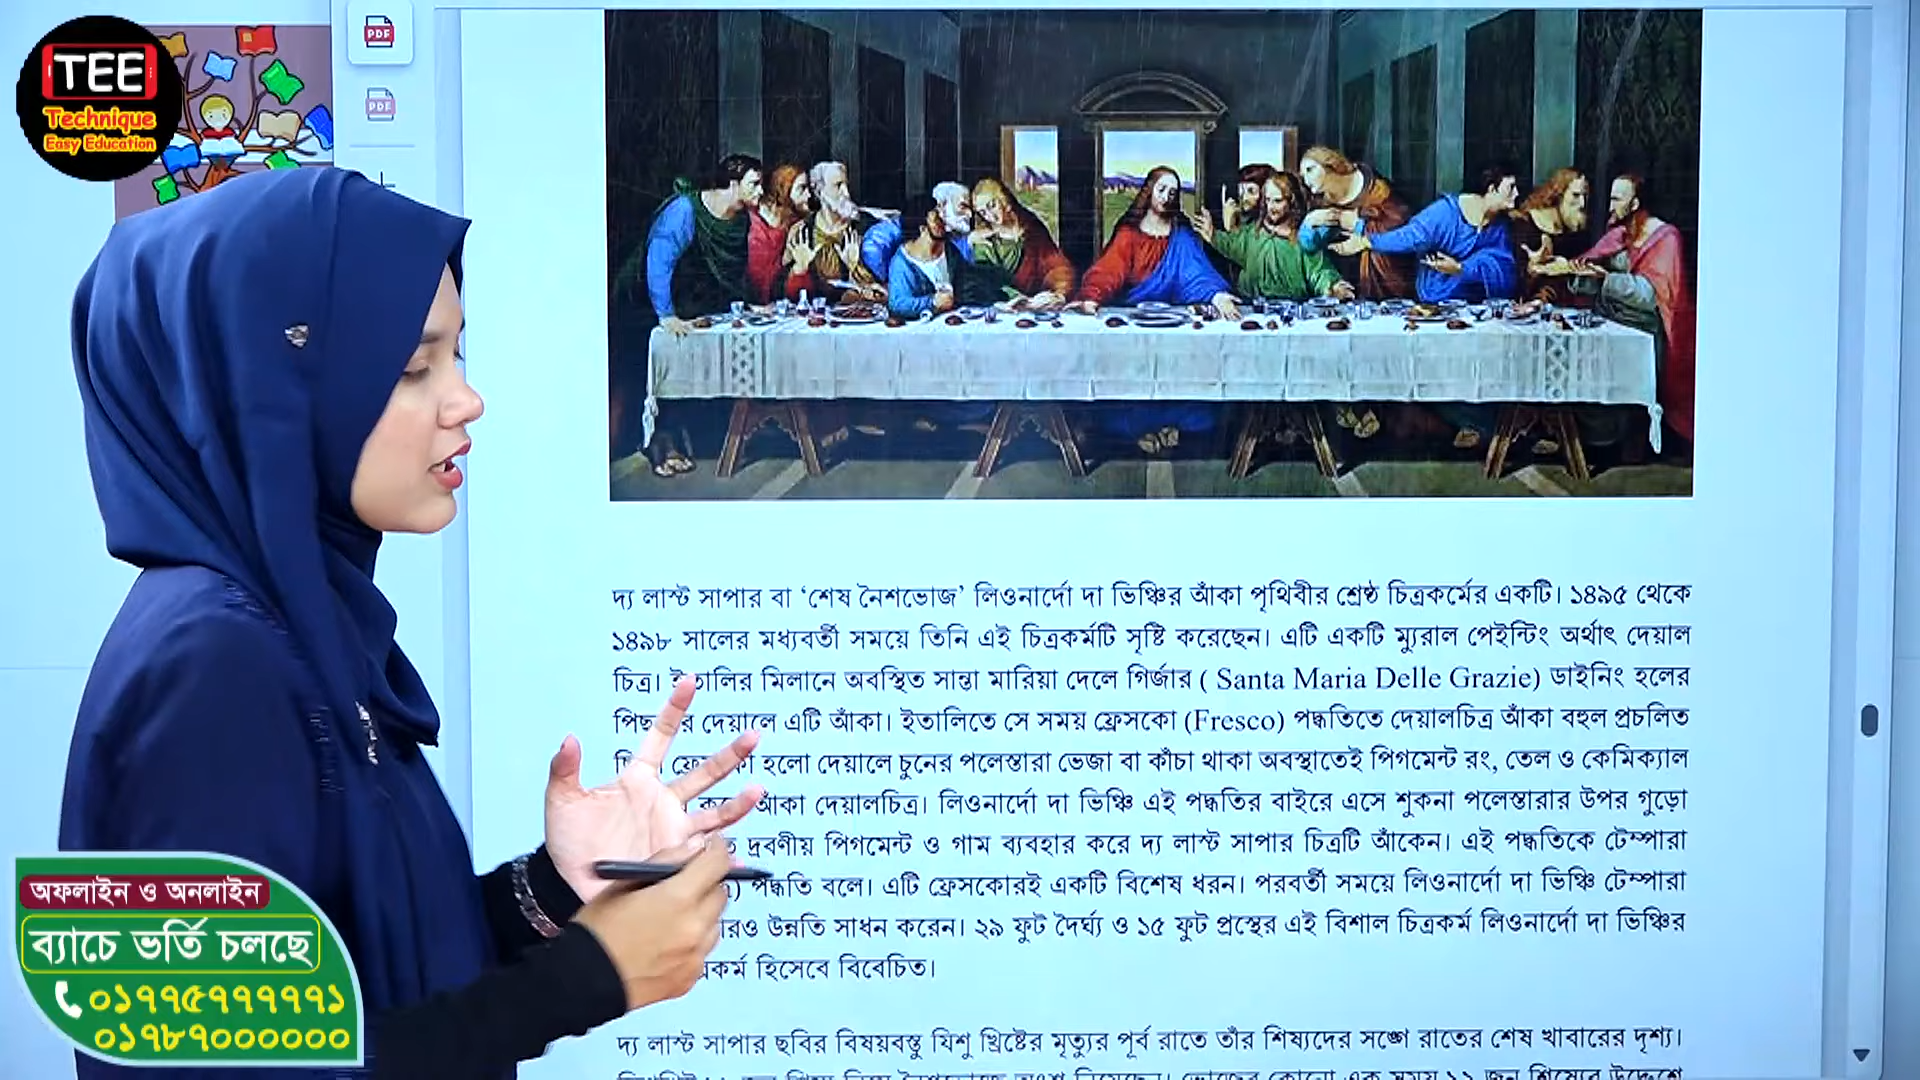 TEE
Technique
Easy Education
PDF
PDF
দ্য লাস্ট সাপার বা ‘শেষ নৈশভোজ’ লিওনার্দো দা ভিঞ্চির আঁকা পৃথিবীর শ্রেষ্ঠ চিত্রকর্মের একটি। ১৪৯৫ থেকে
১৪৯৮ সালের মধ্যবর্তী সময়ে তিনি এই চিত্রকর্মটি সৃষ্টি করেছেন। এটি একটি ম্যুরাল পেইন্টিং অর্থাৎ দেয়াল
চিত্র। ইতালির মিলানে অবস্থিত সান্তা মারিয়া দেলে গির্জার ( Santa Maria Delle Grazie) ডাইনিং হলের
দেয়ালে এটি আঁকা। ইতালিতে সে সময় ফ্রেসকো (Fresco) পদ্ধতিতে দেয়ালচিত্র আঁকা বহুল প্রচলিত
হলো দেয়ালে চুনের পলেস্তারা ভেজা বা কাঁচা থাকা অবস্থাতেই পিগমেন্ট রং, তেল ও কেমিক্যাল
আঁকা দেয়ালচিত্র। লিওনার্দো দা ভিঞ্চি এই পদ্ধতির বাইরে এসে শুকনা পলেস্তারার উপর গুড়ো
দ্রবণীয় পিগমেন্ট ও গাম ব্যবহার করে দ্য লাস্ট সাপার চিত্রটি আঁকেন। এই পদ্ধতিকে টেম্পারা
পদ্ধতি বলে। এটি ফ্রেসকোরই একটি বিশেষ ধরন। পরবর্তী সময়ে লিওনার্দো দা ভিঞ্চি টেম্পারা
উন্নতি সাধন করেন। ২৯ ফুট দৈর্ঘ্য ও ১৫ ফুট প্রস্থের এই বিশাল চিত্রকর্ম লিওনার্দো দা ভিঞ্চির
হিসেবে বিবেচিত।
দ্য লাস্ট সাপার ছবির বিষয়বস্তু যিশু খ্রিষ্টের মৃত্যুর পূর্ব রাতে তাঁর শিষ্যদের সঙ্গে রাতের শেষ খাবারের দৃশ্য।
অফলাইন ও অনলাইন
ব্যাচে ভর্তি চলছে
০১৭৭৫৭৭৭৭৭১
০১৭৮৭০০০০০০